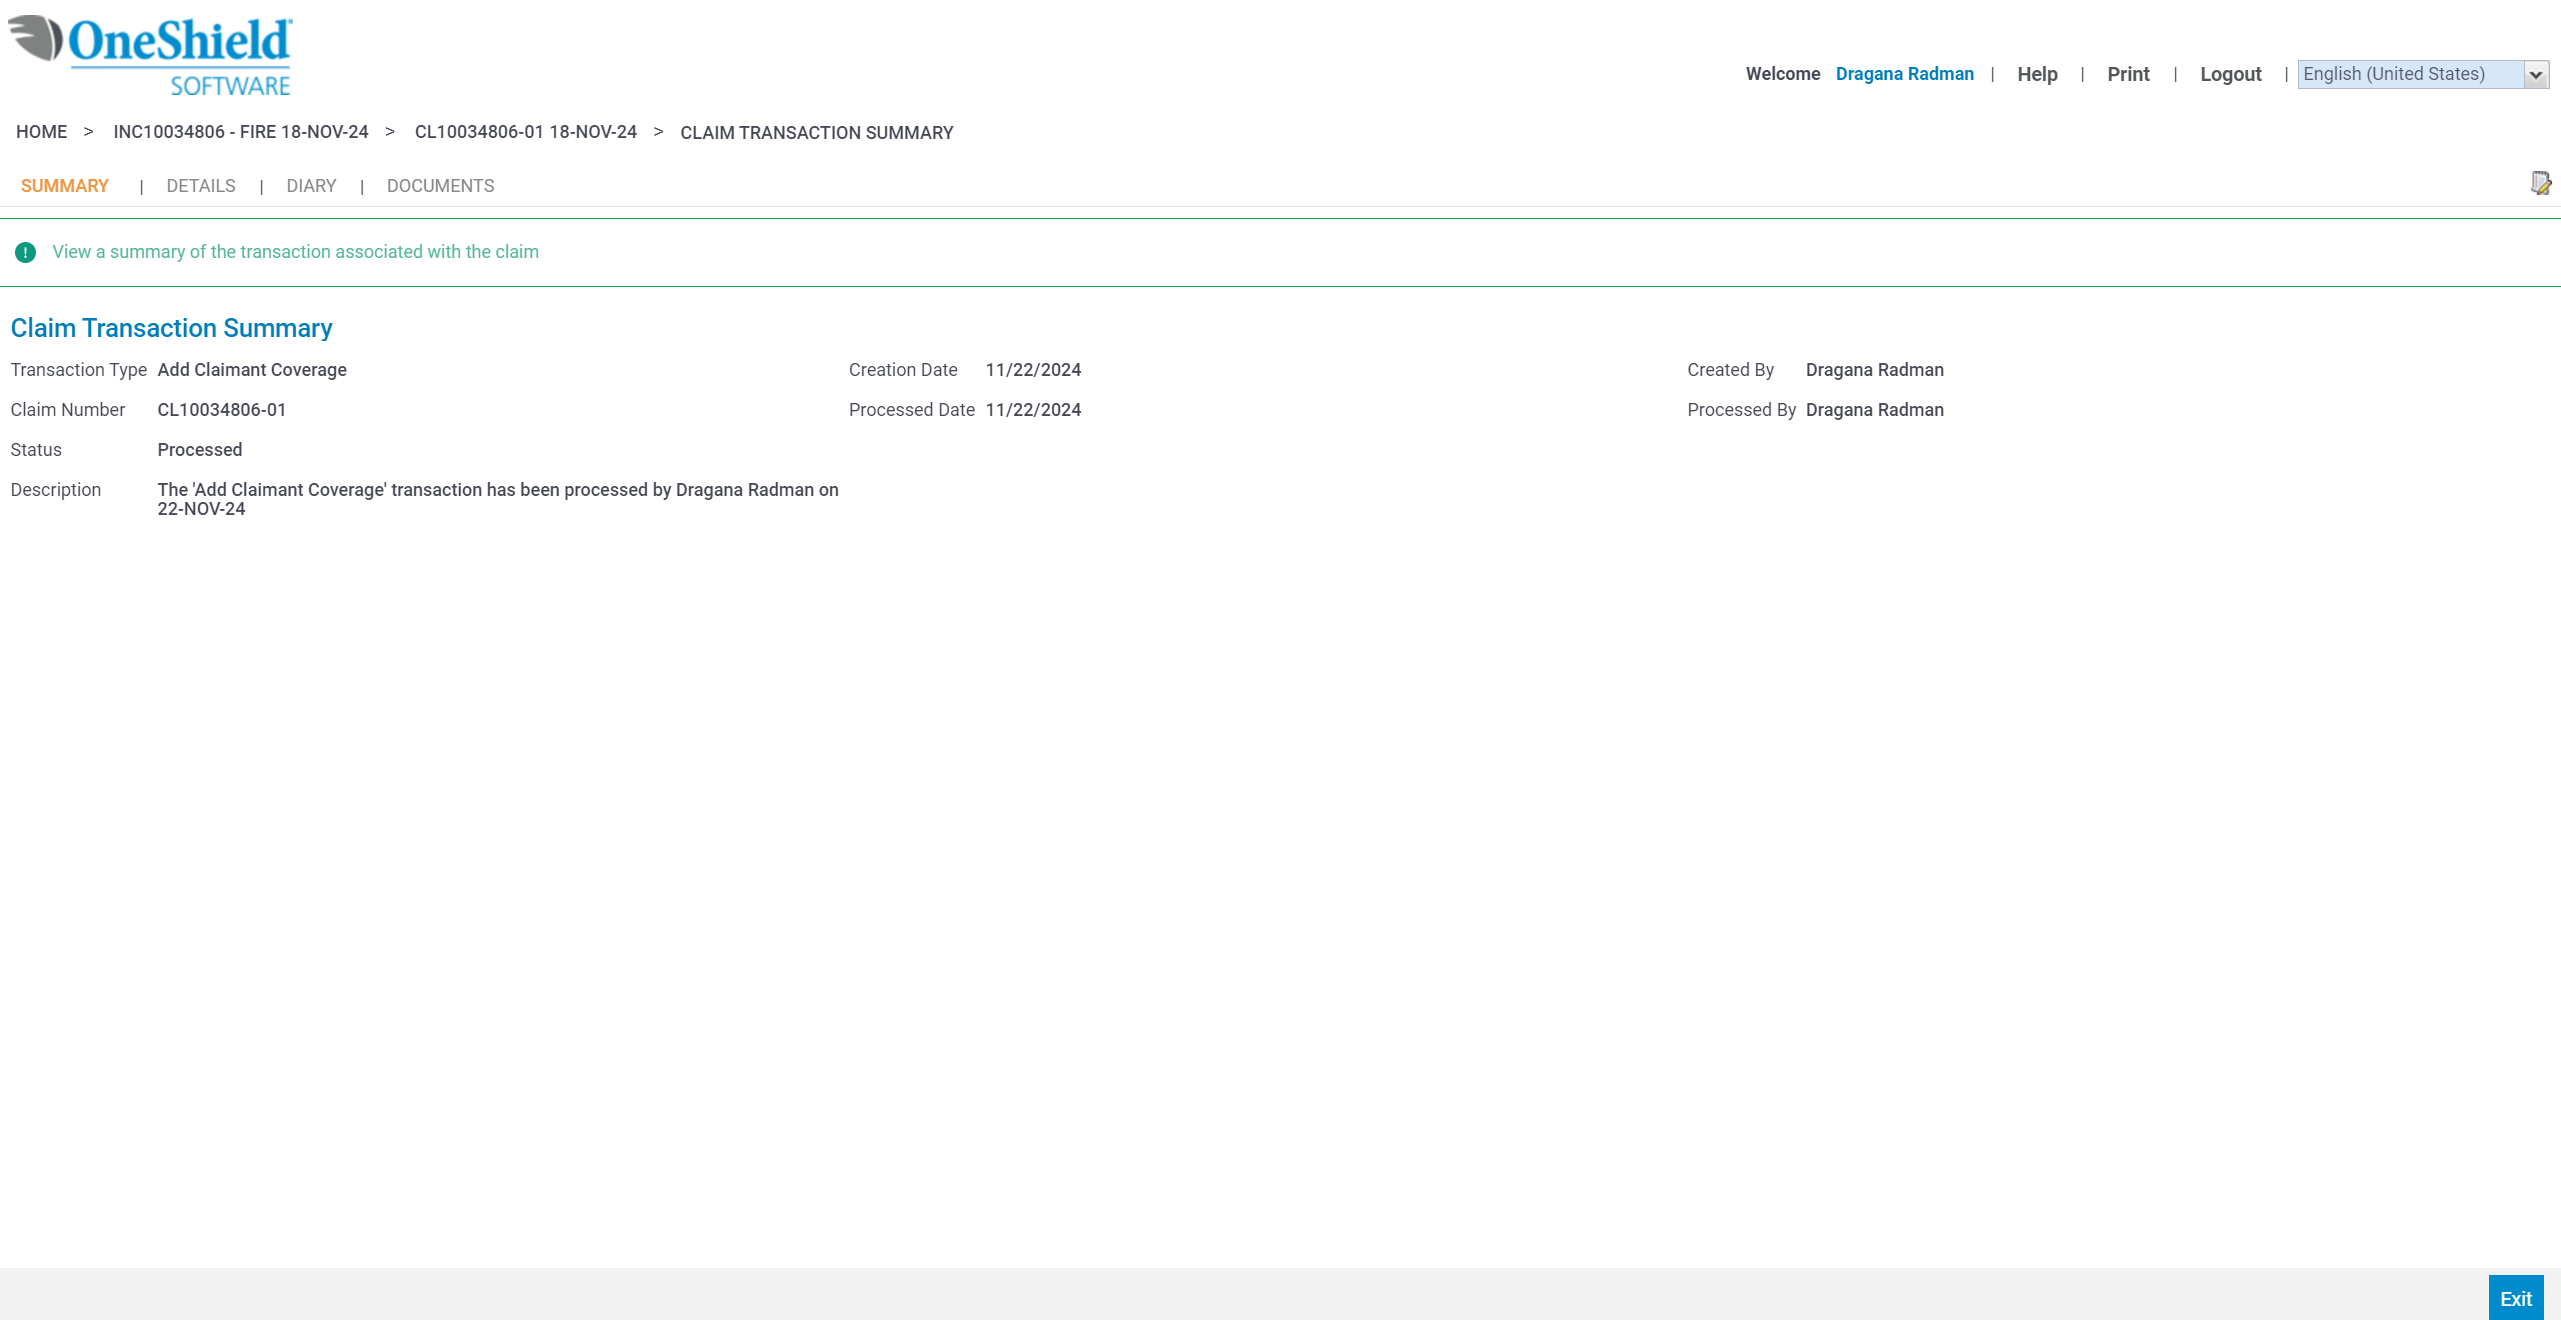 OneShield
SOFTWARE
Welcome Dragana Radman | Help | Print | Logout | English (United States)
HOME > INC10034806 - FIRE 18-NOV-24 > CL10034806-01 18-NOV-24 > CLAIM TRANSACTION SUMMARY
SUMMARY | DETAILS | DIARY | DOCUMENTS
View a summary of the transaction associated with the claim
Claim Transaction Summary
Transaction Type Add Claimant Coverage Creation Date 11/22/2024 Created By Dragana Radman
Claim Number CL10034806-01 Processed Date 11/22/2024 Processed By Dragana Radman
Status Processed
Description The 'Add Claimant Coverage' transaction has been processed by Dragana Radman on
22-NOV-24
Exit